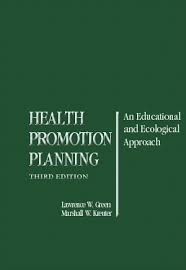 HEALTH
PROMOTION
PLANNING
THIRD EDITION
An Educational
and Ecological
Approach
Lawrence W. Green
Marshall W. Kreuter